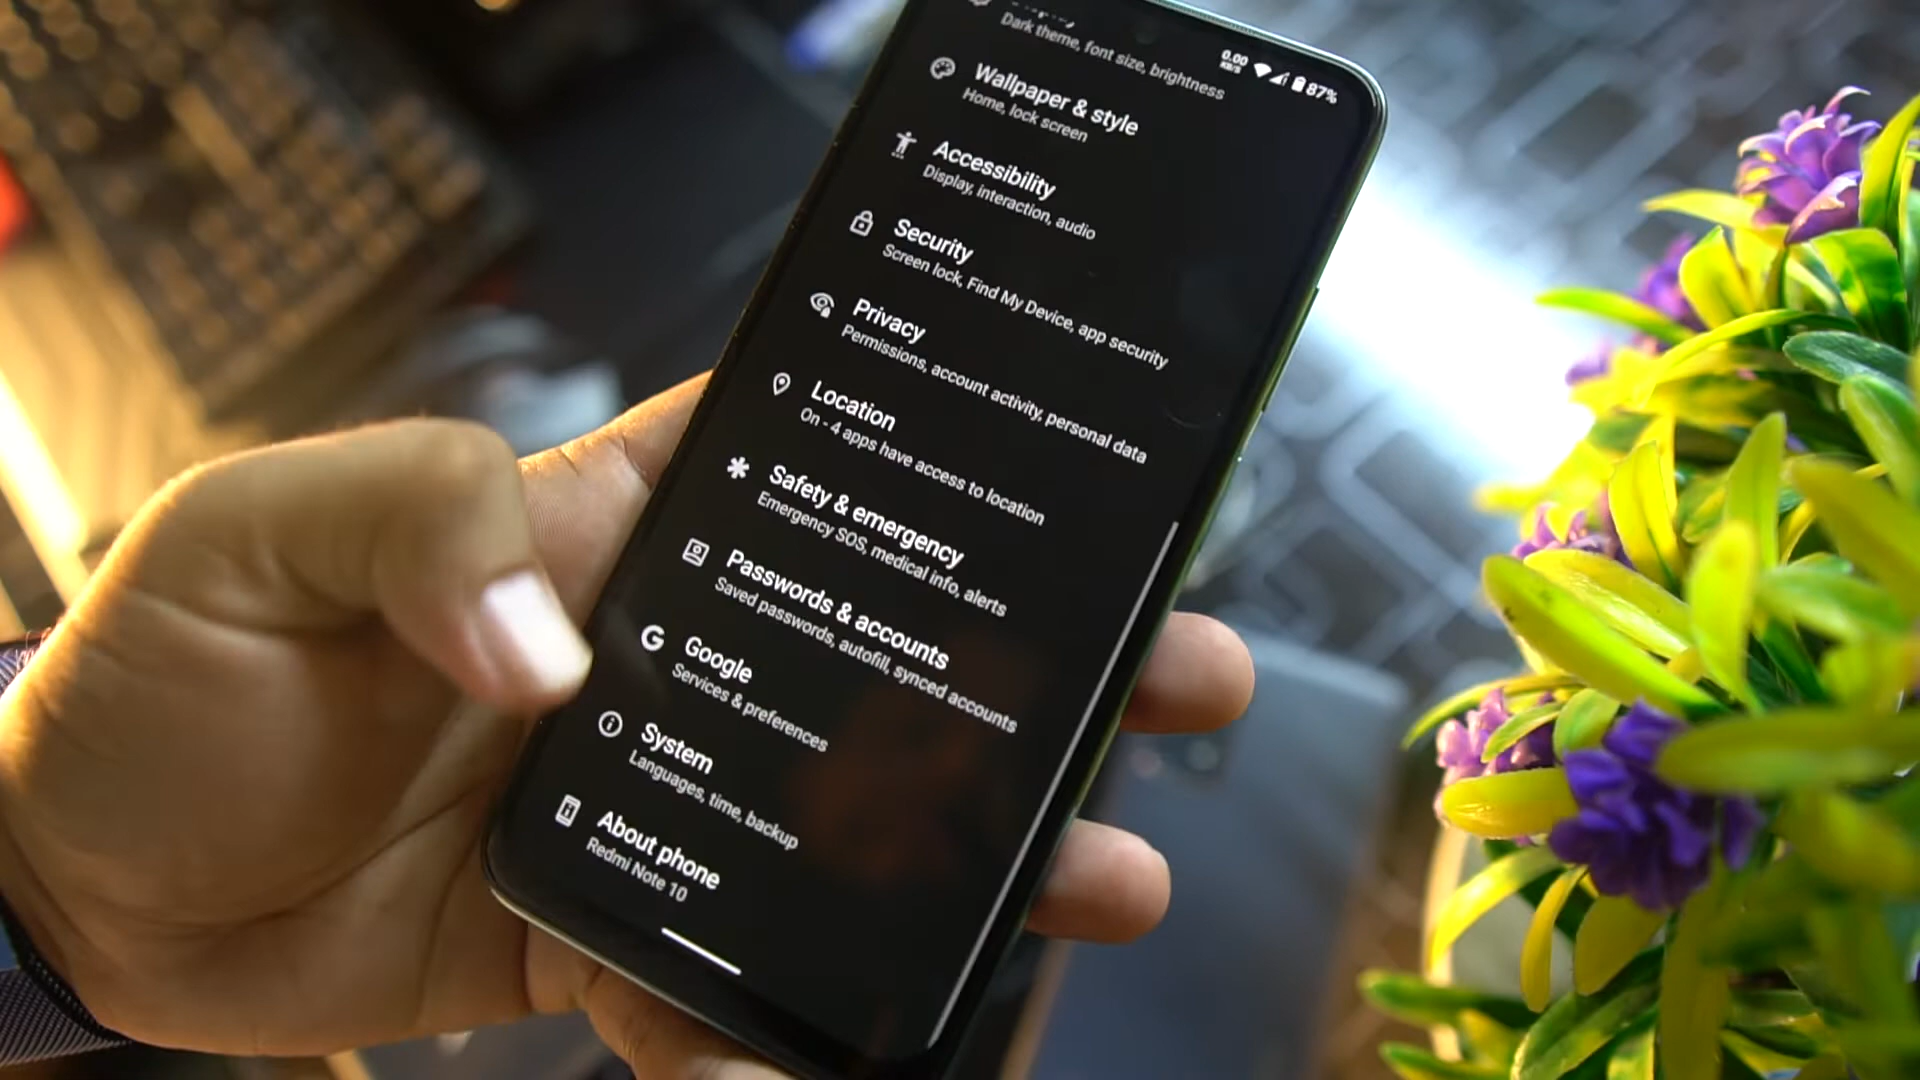 0.00
KB/S
87%
Dark theme, font size, brightness
Wallpaper & style
Home, lock screen
Accessibility
Display, interaction, audio
Security
Screen lock, Find My Device, app security
Privacy
Permissions, account activity, personal data
Location
On - 4 apps have access to location
Safety & emergency
Emergency SOS, medical info, alerts
Passwords & accounts
Saved passwords, autofill, synced accounts
Google
Services & preferences
System
Languages, time, backup
About phone
Redmi Note 10